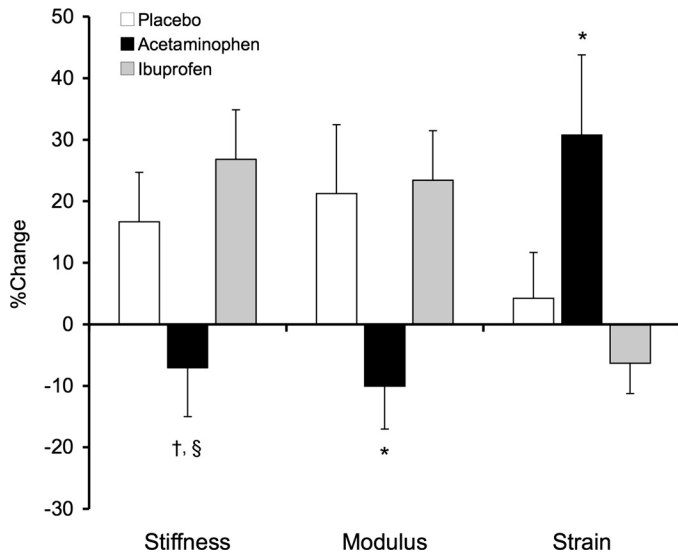 50
40
30
20
10
0
-10
-20
-30
%Change
Placebo
Acetaminophen
Ibuprofen
*
†, §
*
Stiffness Modulus Strain